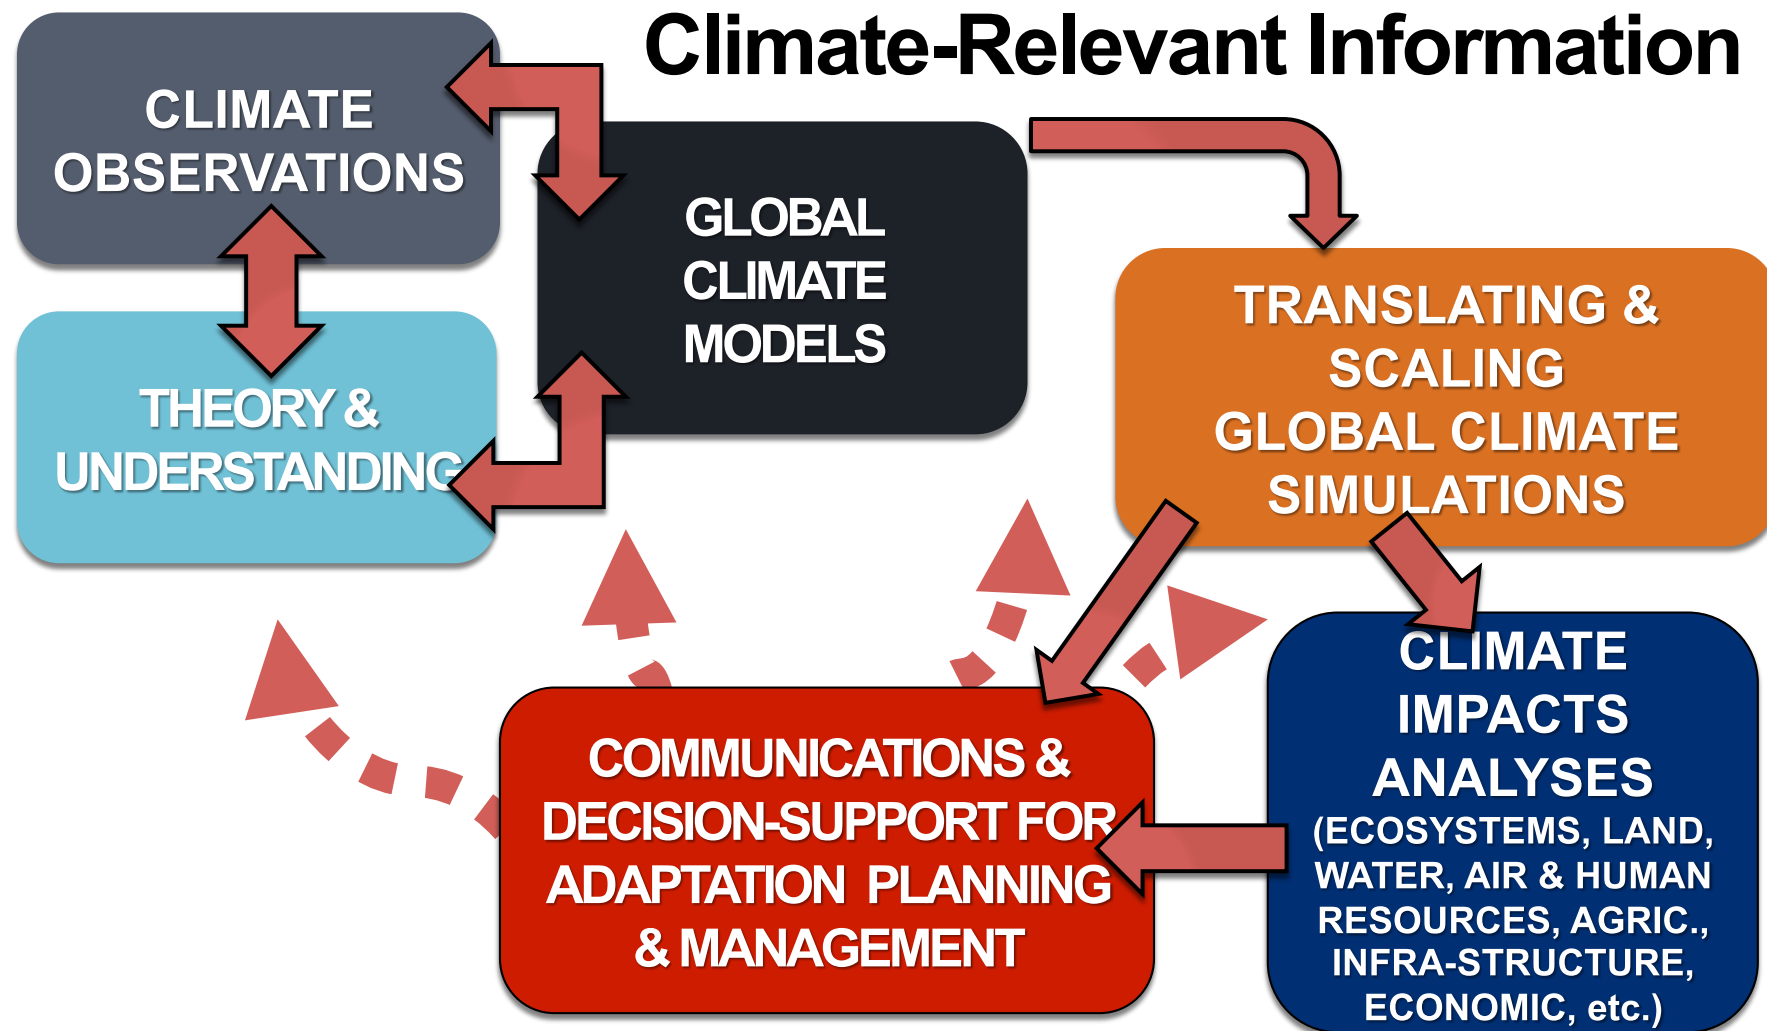 Climate-Relevant Information
CLIMATE
OBSERVATIONS
GLOBAL
CLIMATE
MODELS
THEORY &
UNDERSTANDING
TRANSLATING &
SCALING
GLOBAL CLIMATE
SIMULATIONS
COMMUNICATIONS &
DECISION-SUPPORT FOR
ADAPTATION PLANNING
& MANAGEMENT
CLIMATE
IMPACTS
ANALYSES
(ECOSYSTEMS, LAND,
WATER, AIR & HUMAN
RESOURCES, AGRIC.,
INFRA-STRUCTURE,
ECONOMIC, etc.)